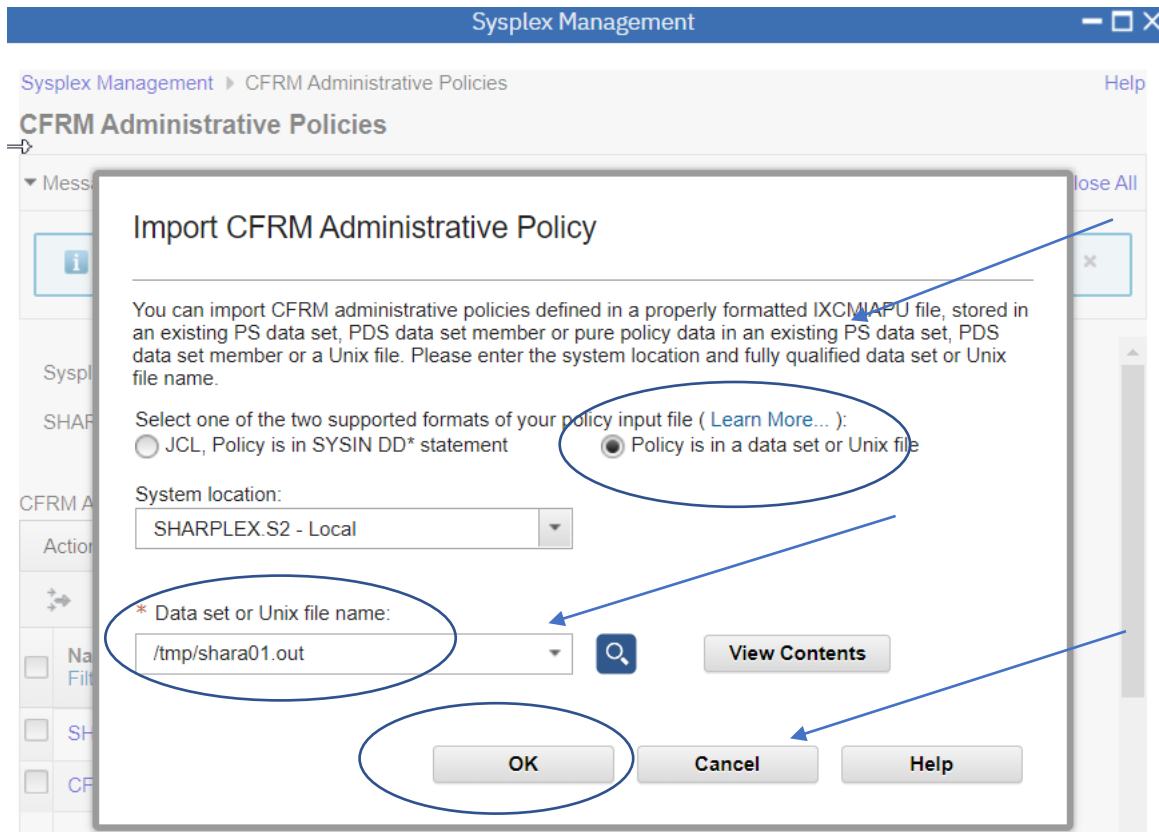 Sysplex Management
Sysplex Management ▸ CFRM Administrative Policies Help
CFRM Administrative Policies
Import CFRM Administrative Policy
You can import CFRM administrative policies defined in a properly formatted IXCMIAPU file, stored in
an existing PS data set, PDS data set member or pure policy data in an existing PS data set, PDS
data set member or a Unix file. Please enter the system location and fully qualified data set or Unix
file name.
Select one of the two supported formats of your policy input file ( Learn More... ):
JCL, Policy is in SYSIN DD* statement Policy is in a data set or Unix file
System location:
SHARPLEX.S2 - Local
* Data set or Unix file name:
/tmp/shara01.out View Contents
OK Cancel Help